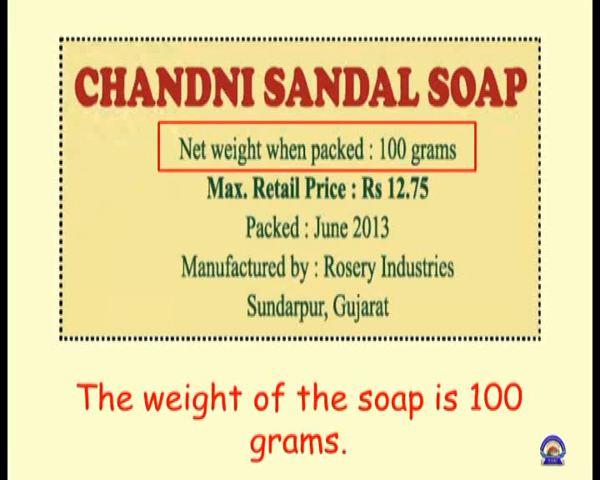 CHANDNI SANDAL SOAP
Net weight when packed : 100 grams
Max. Retail Price : Rs 12.75
Packed : June 2013
Manufactured by : Rosery Industries
Sundarpur, Gujarat
The weight of the soap is 100
grams.